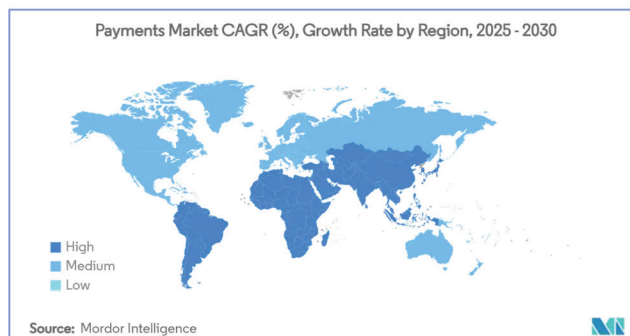 Payments Market CAGR (%), Growth Rate by Region, 2025 - 2030
High
Medium
Low
Source: Mordor Intelligence